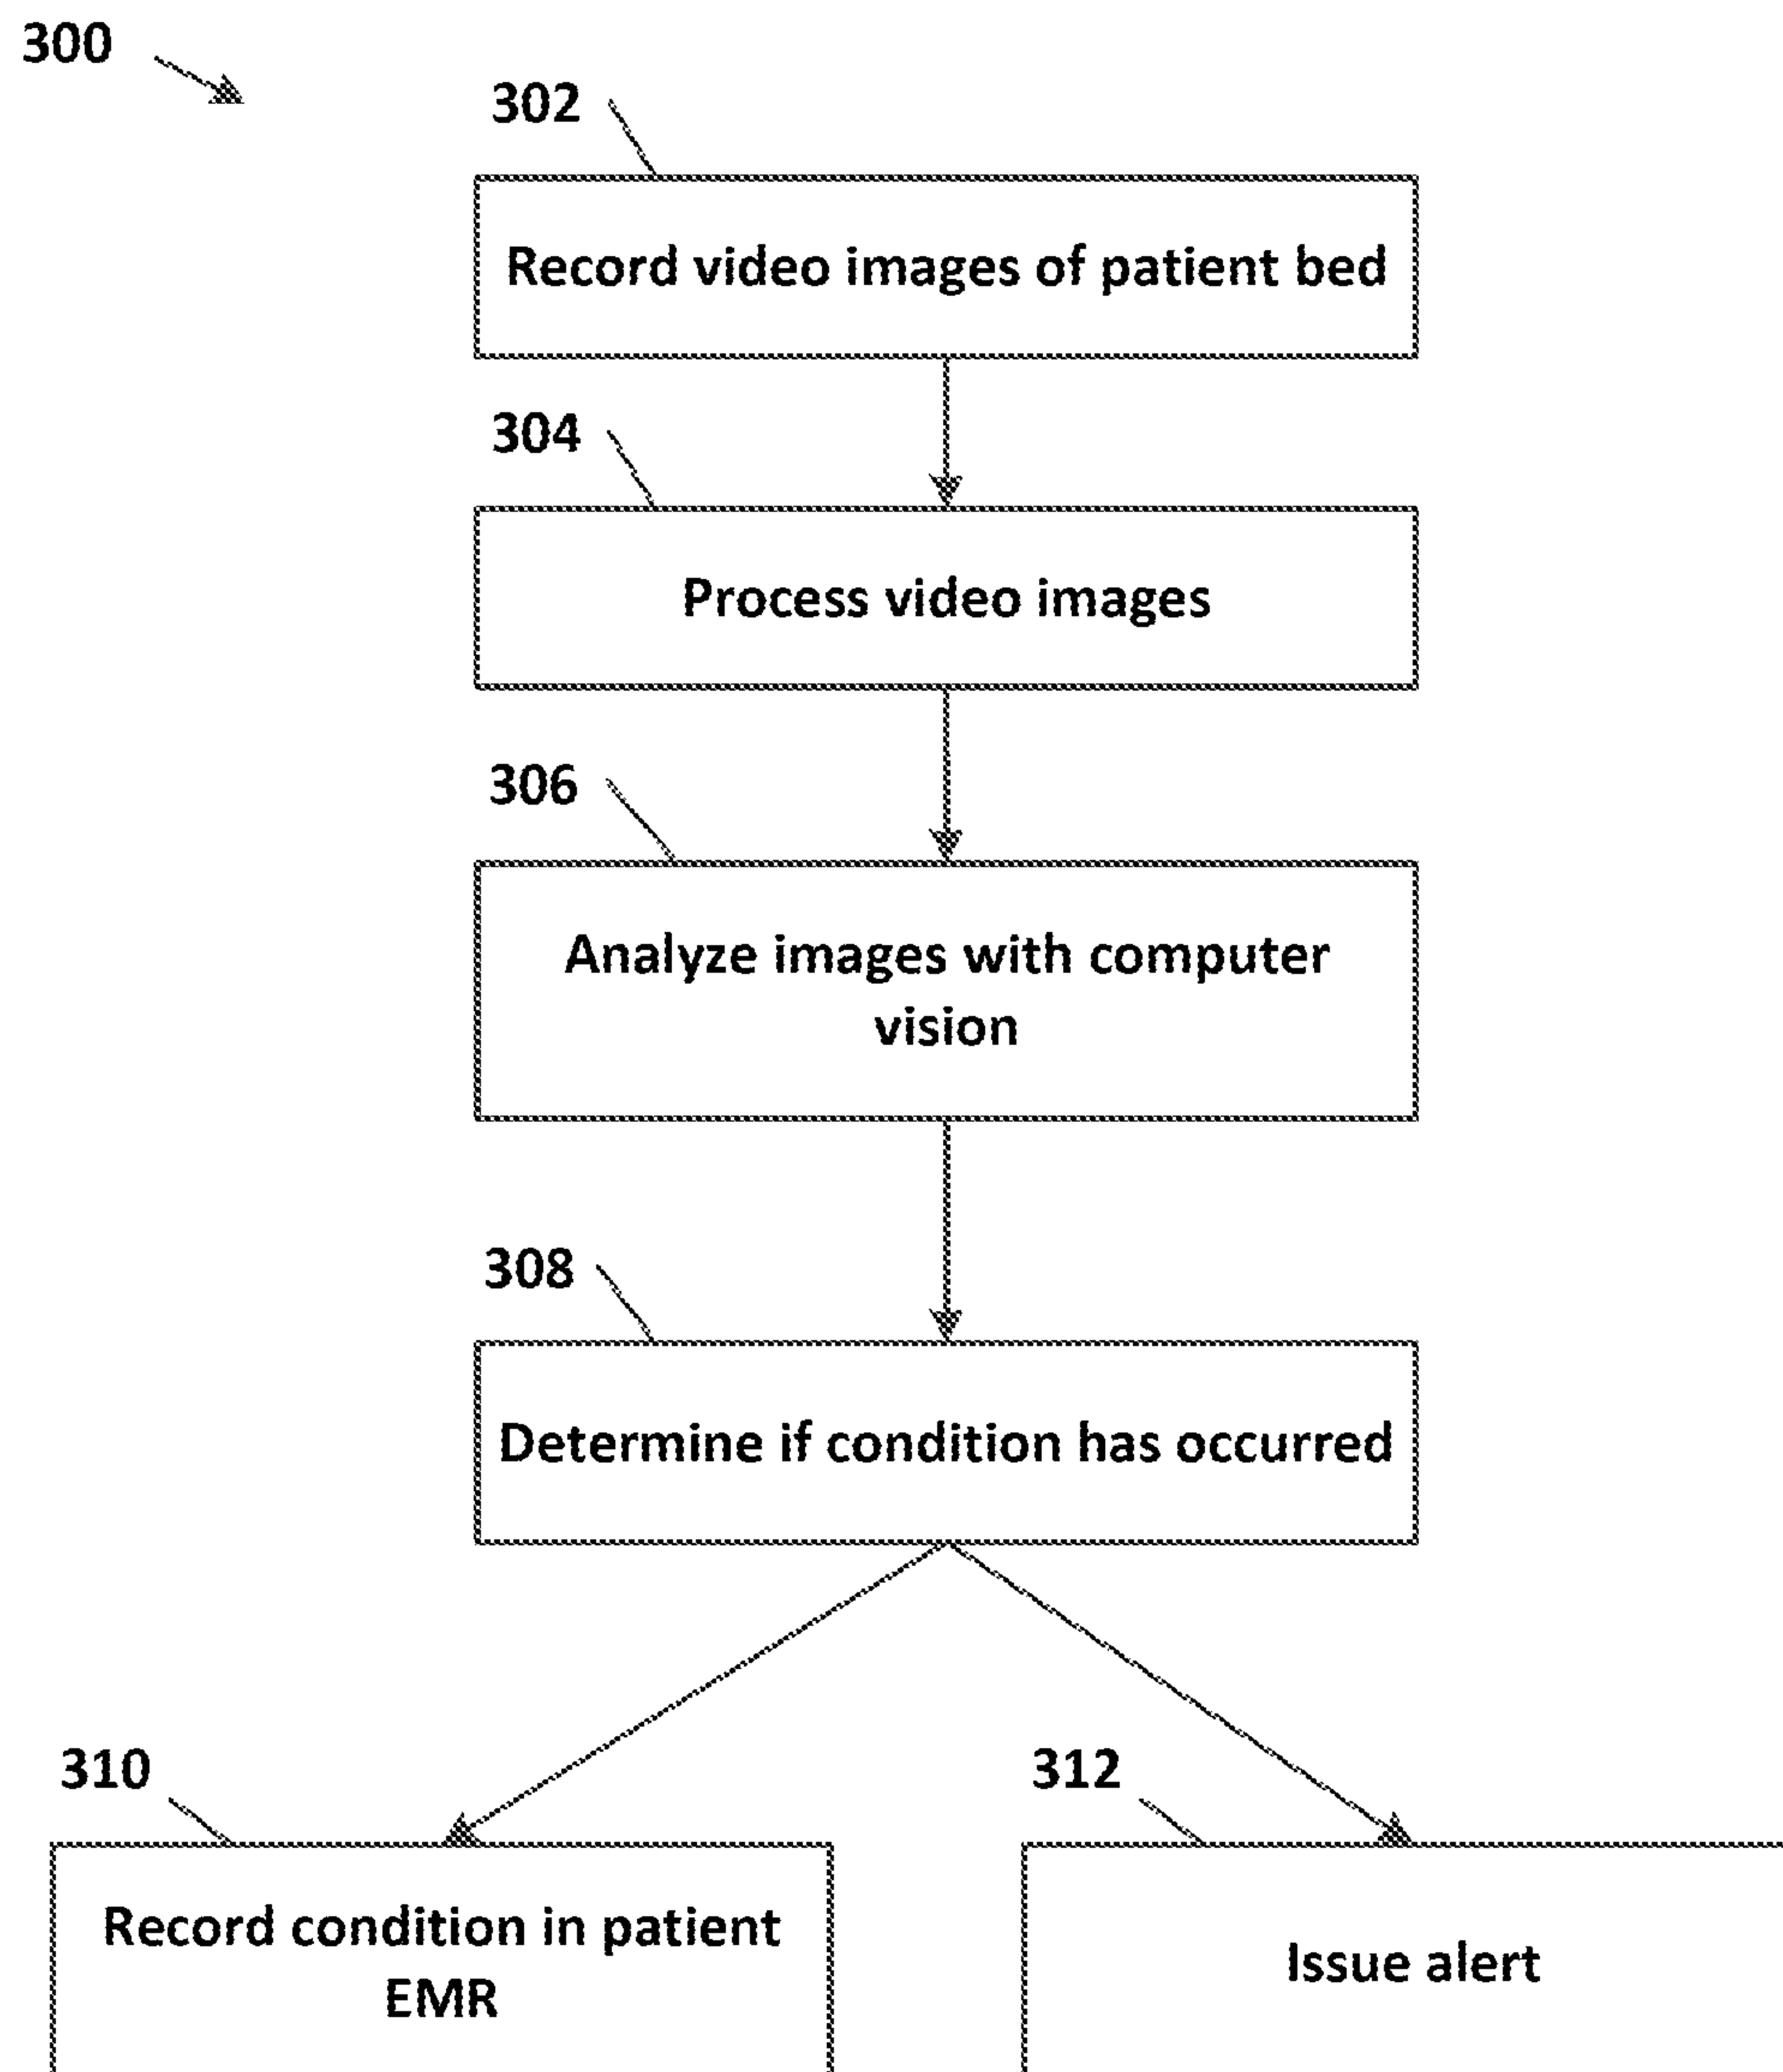 300
302
Record video images of patient bed
304
Process video images
306
Analyze images with computer
vision
308
Determine if condition has occurred
310
312
Record condition in patient
EMR
Issue alert